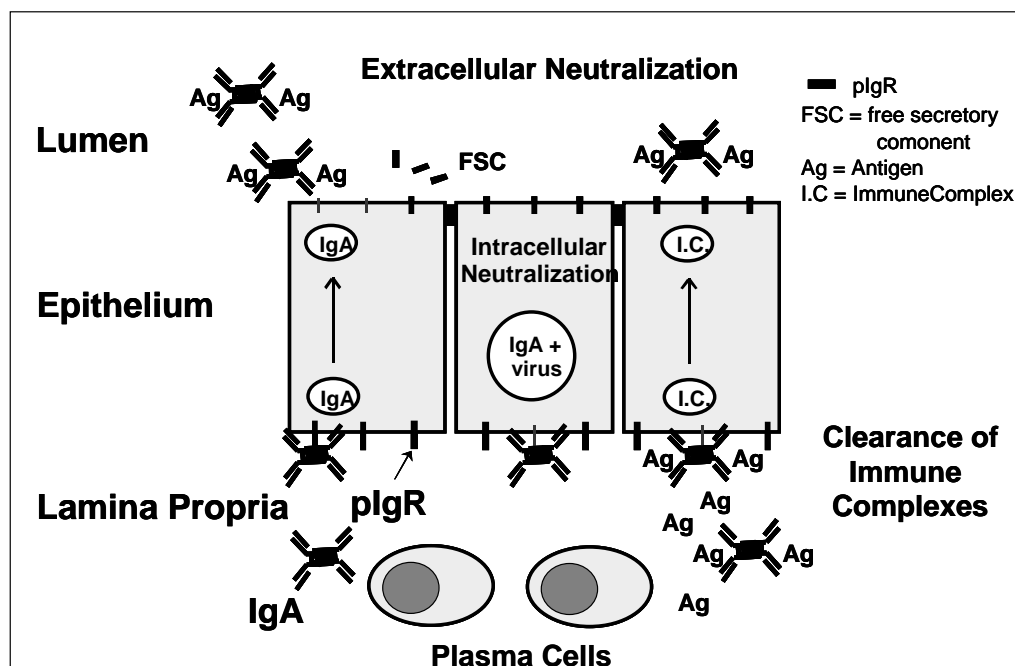 Extracellular Neutralization
pIgR
FSC = free secretory
comonent
Ag = Antigen
I.C = ImmuneComplex
Ag Ag
Lumen
Ag Ag
FSC
Ag Ag
IgA
Intracellular
Neutralization
I.C.
Epithelium
IgA +
virus
IgA
I.C.
Clearance of
Immune
Complexes
Ag Ag
Lamina Propria
pIgR
Ag
Ag
Ag Ag
IgA
Ag
Plasma Cells